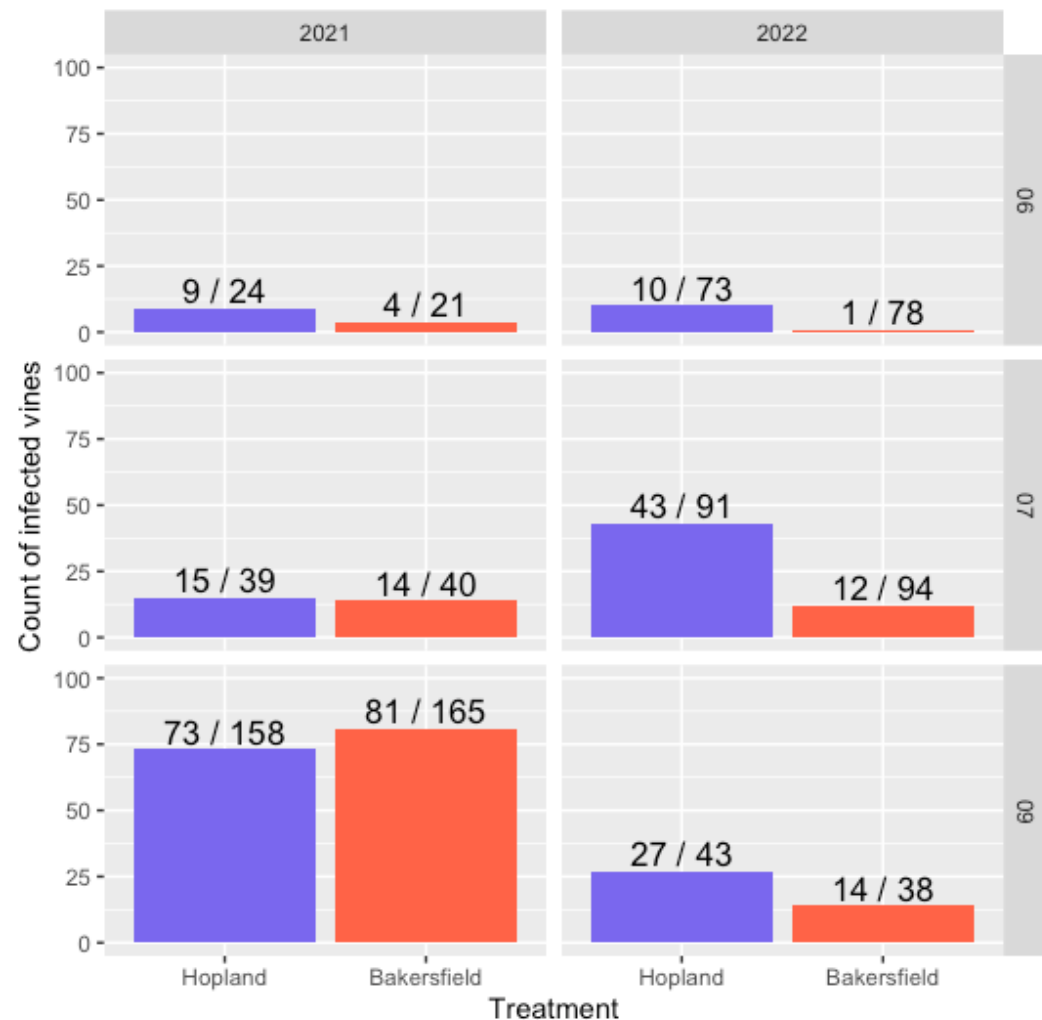 2021
2022
100
75
50
25
0
9 / 24
4 / 21
10 / 73
1 / 78
06
100
75
50
25
0
15 / 39
14 / 40
43 / 91
12 / 94
07
100
75
50
25
0
73 / 158
81 / 165
27 / 43
14 / 38
09
Count of infected vines
Hopland
Bakersfield
Hopland
Bakersfield
Treatment